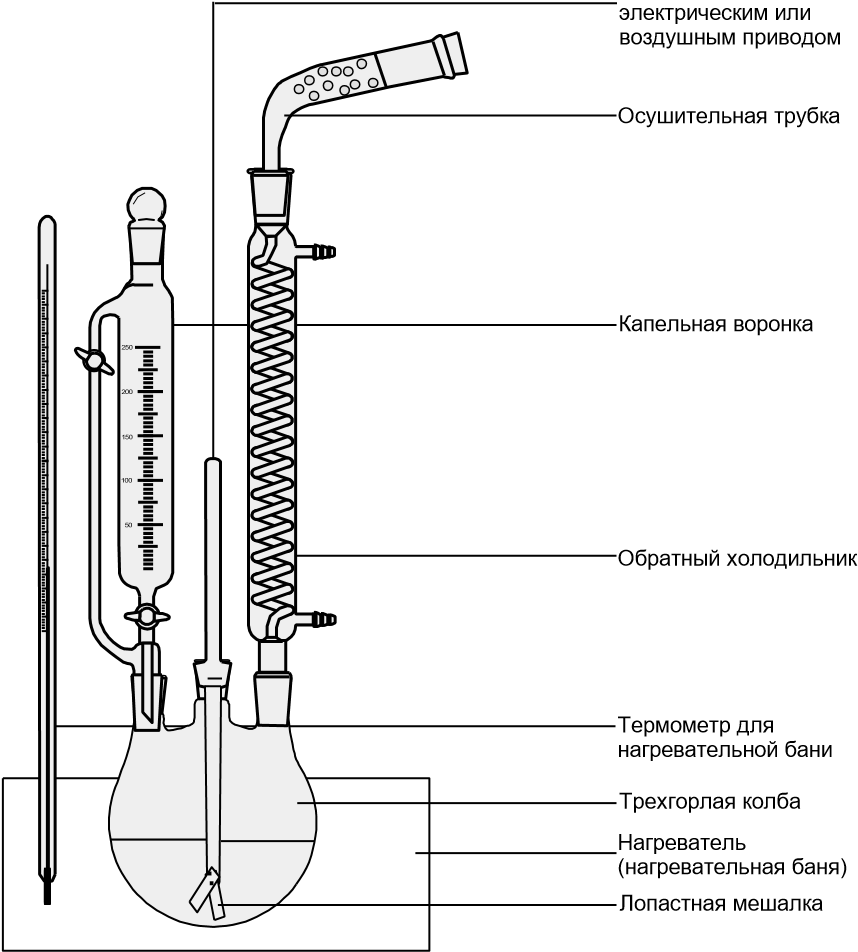 электрическим или
воздушным приводом
Осушительная трубка
Капельная воронка
250
200
150
100
50
Обратный холодильник
Термометр для
нагревательной бани
Трехгорлая колба
Нагреватель
(нагревательная баня)
Лопастная мешалка